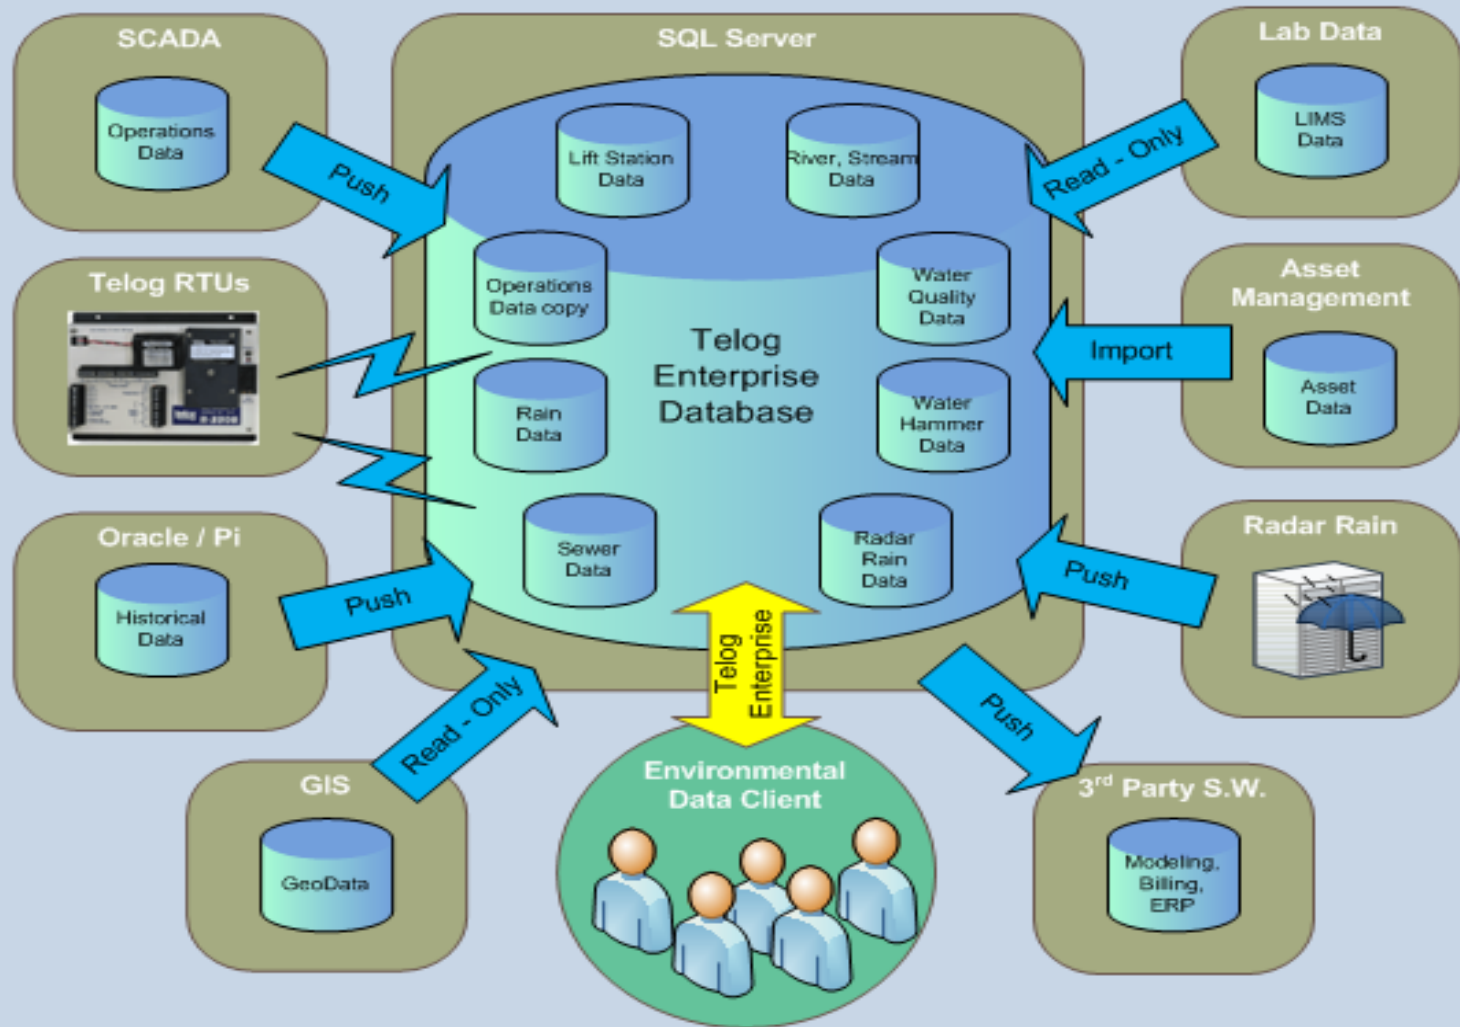 SCADA
Operations
Data
Push
SQL Server
Lift Station
Data
River, Stream
Data
Operations
Data copy
Water
Quality
Data
Telog
Enterprise
Database
Rain
Data
Water
Hammer
Data
Sewer
Data
Radar
Rain
Data
Lab Data
LIMS
Data
Read - Only
Telog RTUs
Asset
Management
Asset
Data
Import
Oracle / Pi
Historical
Data
Push
Radar Rain
Push
GIS
GeoData
Read - Only
Telog
Enterprise
Environmental
Data Client
Push
3rd Party S.W.
Modeling,
Billing,
ERP